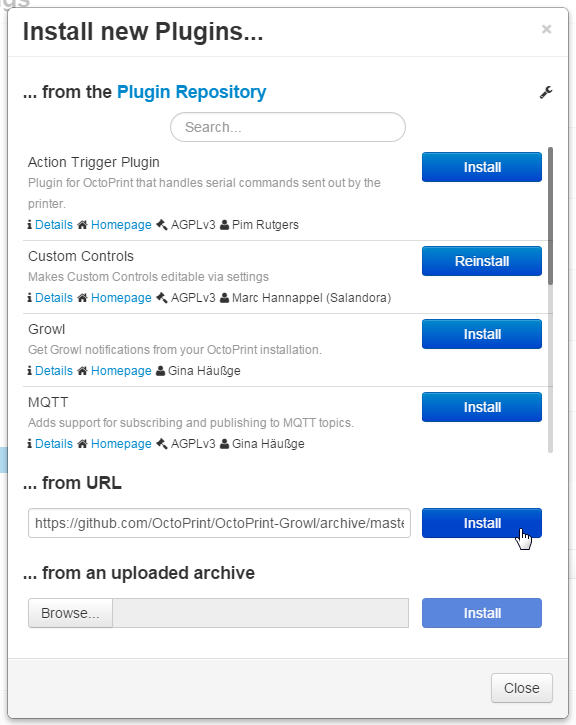 Install new Plugins...
×
... from the Plugin Repository
Search...
Action Trigger Plugin
Install
Plugin for OctoPrint that handles serial commands sent out by the
printer.
Details Homepage AGPLv3 Pim Rutgers
Custom Controls
Reinstall
Makes Custom Controls editable via settings
Details Homepage AGPLv3 Marc Hannappel (Salandora)
Growl
Install
Get Growl notifications from your OctoPrint installation.
Details Homepage Gina Häußge
MQTT
Install
Adds support for subscribing and publishing to MQTT topics.
Details Homepage AGPLv3 Gina Häußge
... from URL
https://github.com/OctoPrint/OctoPrint-Growl/archive/maste
Install
... from an uploaded archive
Browse...
Install
Close